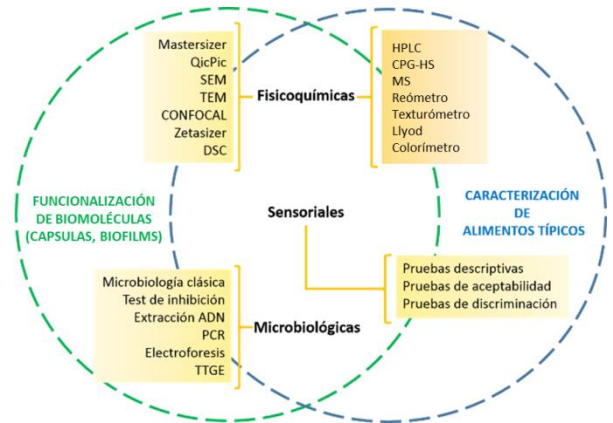 Mastersizer
QicPic
SEM
TEM
CONFOCAL
Zetasizer
DSC
Fisicoquímicas
HPLC
CPG-HS
MS
Reómetro
Texturómetro
Llyod
Colorímetro
FUNCIONALIZACIÓN
DE BIOMOLÉCULAS
(CAPSULAS, BIOFILMS)
Sensoriales
CARACTERIZACIÓN
DE
ALIMENTOS TÍPICOS
Pruebas descriptivas
Pruebas de aceptabilidad
Pruebas de discriminación
Microbiología clásica
Test de inhibición
Extracción ADN
PCR
Electroforesis
TTGE
Microbiológicas